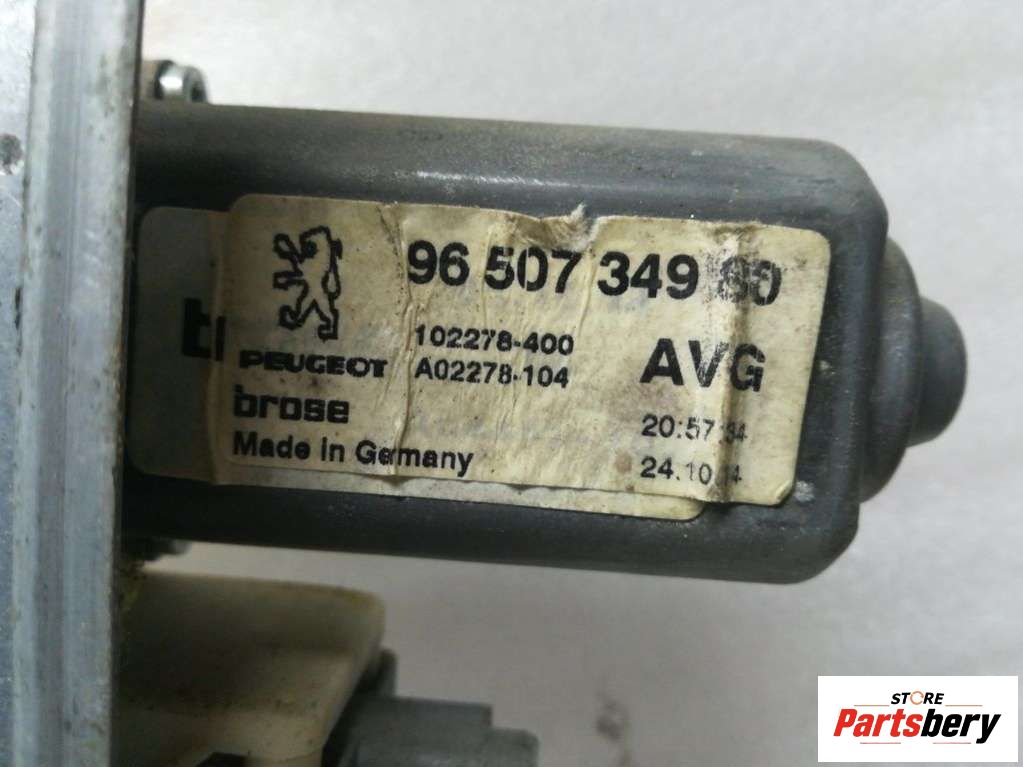 96 507 349 80
102278-400
PEUGEOT A02278-104 AVG
brose 20:57:34
Made in Germany 24.10
STORE
Partsbery